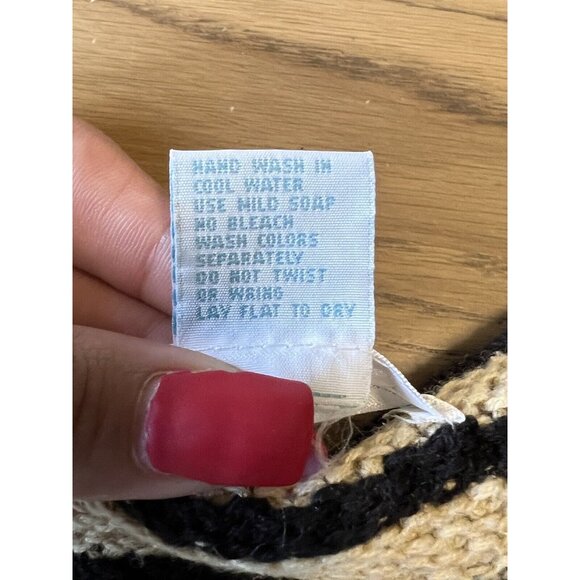 HAND WASH IN
COOL WATER
USE MILD SOAP
NO BLEACH
WASH COLORS
SEPARATELY
DO NOT TWIST
OR WRING
LAY FLAT TO DRY